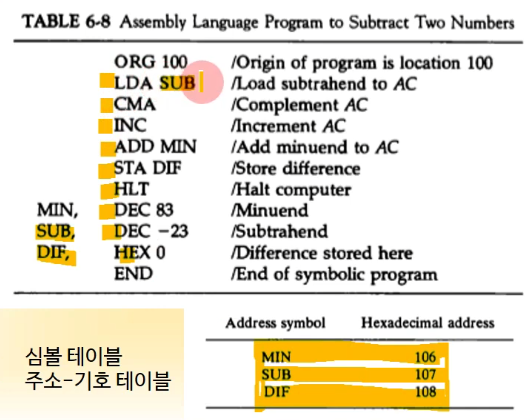 TABLE 6-8 Assembly Language Program to Subtract Two Numbers
ORG 100 /Origin of program is location 100
LDA SUB /Load subtrahend to AC
CMA /Complement AC
INC /Increment AC
ADD MIN /Add minuend to AC
STA DIF /Store difference
HLT /Halt computer
MIN, DEC 83 /Minuend
SUB, DEC −23 /Subtrahend
DIF, HEX 0 /Difference stored here
END /End of symbolic program
Address symbol Hexadecimal address
MIN 106
SUB 107
DIF 108
심볼 테이블
주소-기호 테이블